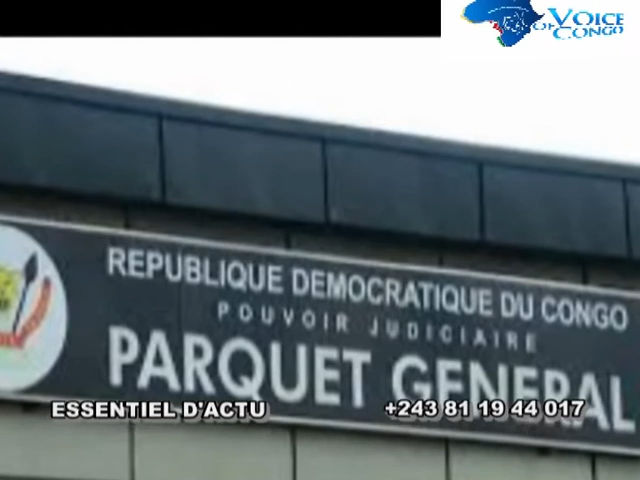 VOICE
OF CONGO
REPUBLIQUE DEMOCRATIQUE DU CONGO
POUVOIR JUDICIAIRE
PARQUET GENERAL
ESSENTIEL D'ACTU +243 81 19 44 017